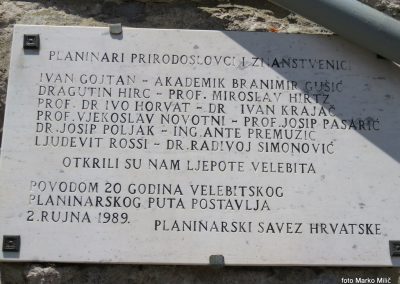 PLANINARI PRIRODOSLOVCI I ZNANSTVENICI
IVAN GOJTAN – AKADEMIK BRANIMIR GUŠIĆ
DRAGUTIN HIRC – PROF. MIROSLAV HIRTZ
PROF. DR IVO HORVAT – DR IVAN KRAJAČ
PROF. VJEKOSLAV NOVOTNI – PROF. JOSIP PASARIĆ
DR. JOSIP POLJAK – ING. ANTE PREMUŽIĆ
LJUDEVIT ROSSI – DR. RADIVOJ SIMONOVIĆ
OTKRILI SU NAM LJEPOTE VELEBITA
POVODOM 20 GODINA VELEBITSKOG
PLANINARSKOG PUTA POSTAVLJA
2. RUJNA 1989. PLANINARSKI SAVEZ HRVATSKE
foto Marko Milić